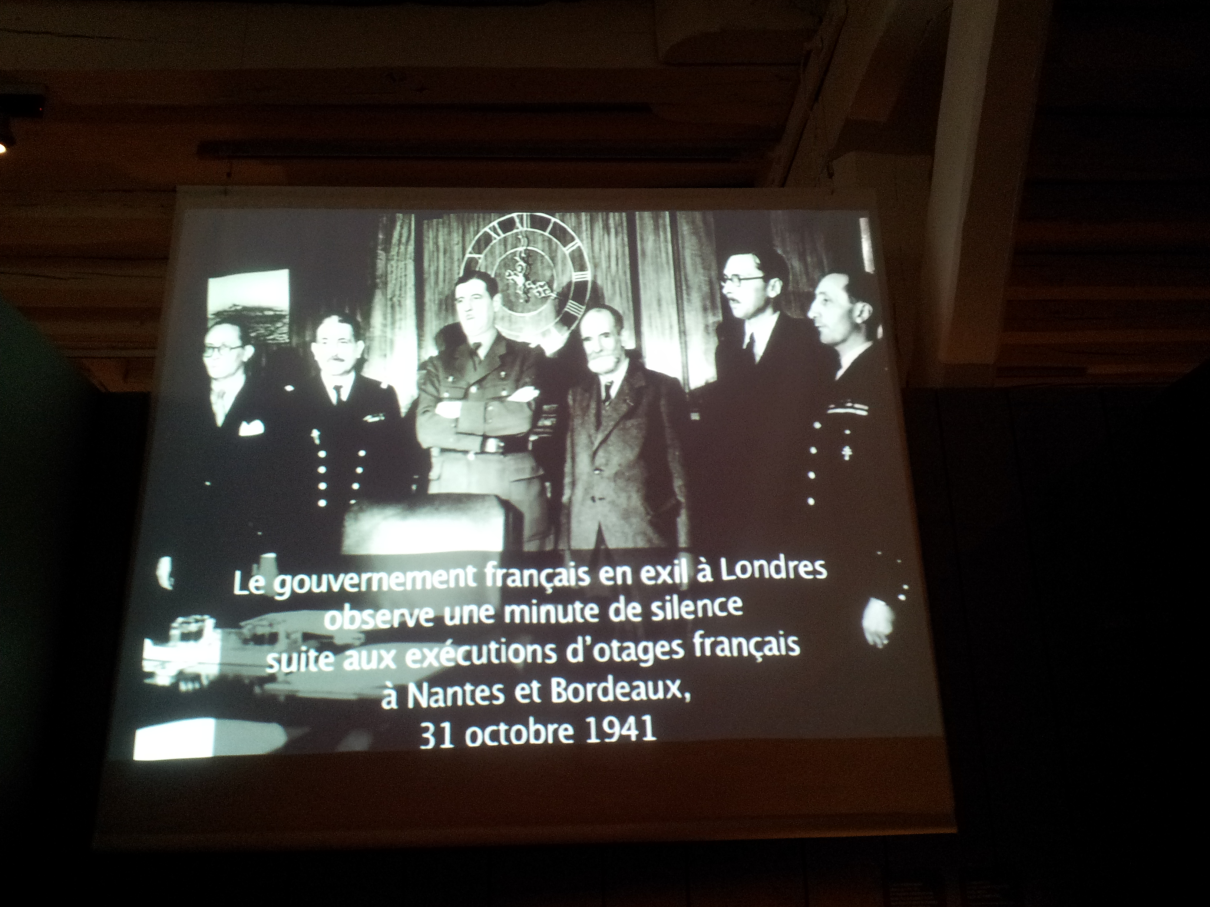 Le gouvernement français en exil à Londres
observe une minute de silence
suite aux exécutions d'otages français
à Nantes et Bordeaux,
31 octobre 1941